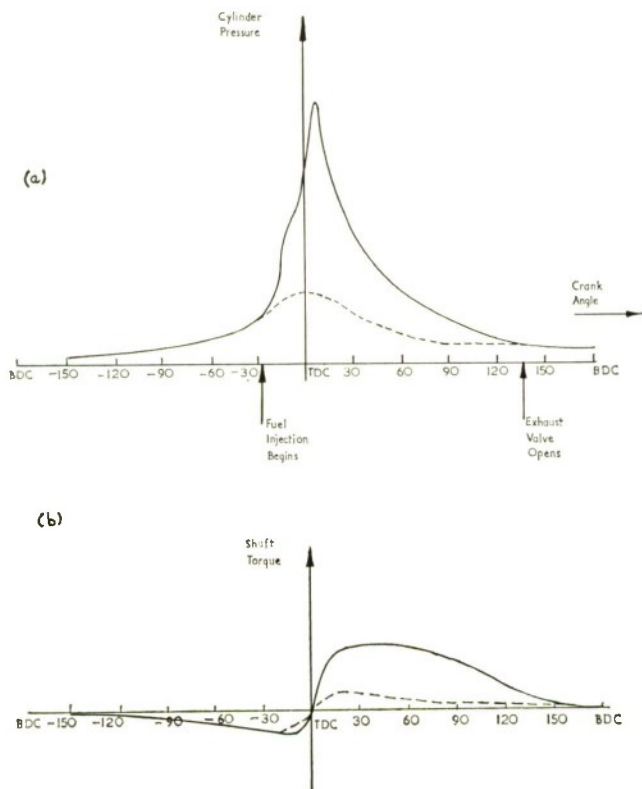 Cylinder
Pressure
(a)
Crank
Angle
BDC -150 -120 -90 -60 -30 TDC 30 60 90 120 150 BDC
Fuel
Injection
Begins
Exhaust
Valve
Opens
(b)
Shaft
Torque
BDC -150 -120 -90 -60 -30 TDC 30 60 90 120 150 BDC